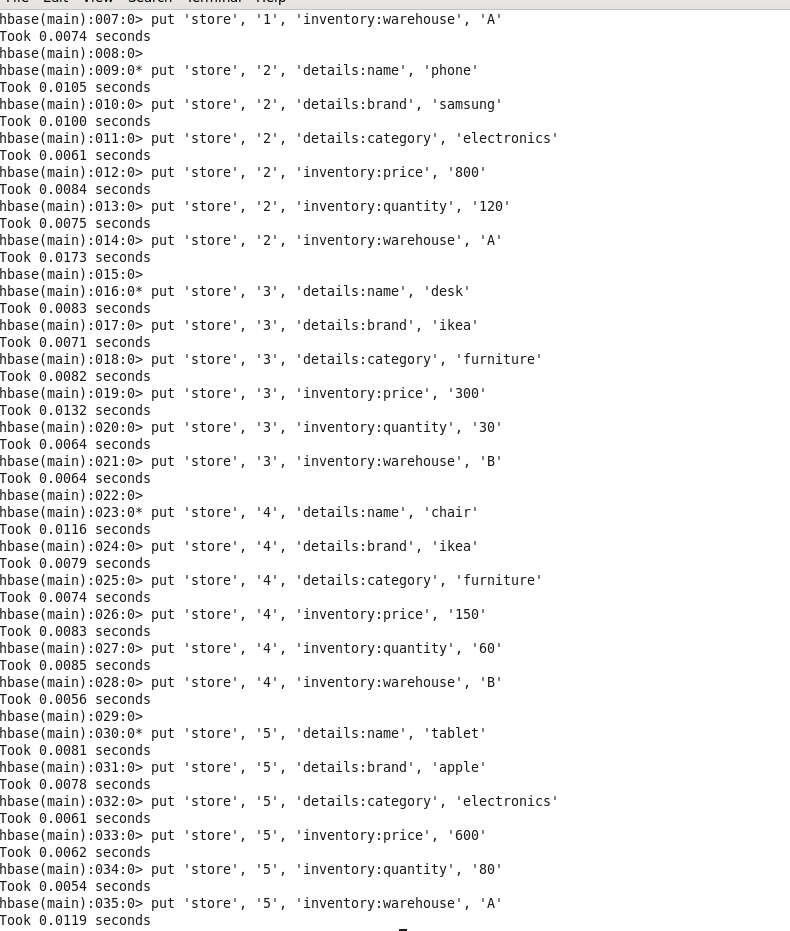 File Edit View Search Terminal Help
hbase(main):007:0> put 'store', '1', 'inventory:warehouse', 'A'
Took 0.0074 seconds
hbase(main):008:0>
hbase(main):009:0* put 'store', '2', 'details:name', 'phone'
Took 0.0105 seconds
hbase(main):010:0> put 'store', '2', 'details:brand', 'samsung'
Took 0.0100 seconds
hbase(main):011:0> put 'store', '2', 'details:category', 'electronics'
Took 0.0061 seconds
hbase(main):012:0> put 'store', '2', 'inventory:price', '800'
Took 0.0084 seconds
hbase(main):013:0> put 'store', '2', 'inventory:quantity', '120'
Took 0.0075 seconds
hbase(main):014:0> put 'store', '2', 'inventory:warehouse', 'A'
Took 0.0173 seconds
hbase(main):015:0>
hbase(main):016:0* put 'store', '3', 'details:name', 'desk'
Took 0.0083 seconds
hbase(main):017:0> put 'store', '3', 'details:brand', 'ikea'
Took 0.0071 seconds
hbase(main):018:0> put 'store', '3', 'details:category', 'furniture'
Took 0.0082 seconds
hbase(main):019:0> put 'store', '3', 'inventory:price', '300'
Took 0.0132 seconds
hbase(main):020:0> put 'store', '3', 'inventory:quantity', '30'
Took 0.0064 seconds
hbase(main):021:0> put 'store', '3', 'inventory:warehouse', 'B'
Took 0.0064 seconds
hbase(main):022:0>
hbase(main):023:0* put 'store', '4', 'details:name', 'chair'
Took 0.0116 seconds
hbase(main):024:0> put 'store', '4', 'details:brand', 'ikea'
Took 0.0079 seconds
hbase(main):025:0> put 'store', '4', 'details:category', 'furniture'
Took 0.0074 seconds
hbase(main):026:0> put 'store', '4', 'inventory:price', '150'
Took 0.0083 seconds
hbase(main):027:0> put 'store', '4', 'inventory:quantity', '60'
Took 0.0085 seconds
hbase(main):028:0> put 'store', '4', 'inventory:warehouse', 'B'
Took 0.0056 seconds
hbase(main):029:0>
hbase(main):030:0* put 'store', '5', 'details:name', 'tablet'
Took 0.0081 seconds
hbase(main):031:0> put 'store', '5', 'details:brand', 'apple'
Took 0.0078 seconds
hbase(main):032:0> put 'store', '5', 'details:category', 'electronics'
Took 0.0061 seconds
hbase(main):033:0> put 'store', '5', 'inventory:price', '600'
Took 0.0062 seconds
hbase(main):034:0> put 'store', '5', 'inventory:quantity', '80'
Took 0.0054 seconds
hbase(main):035:0> put 'store', '5', 'inventory:warehouse', 'A'
Took 0.0119 seconds